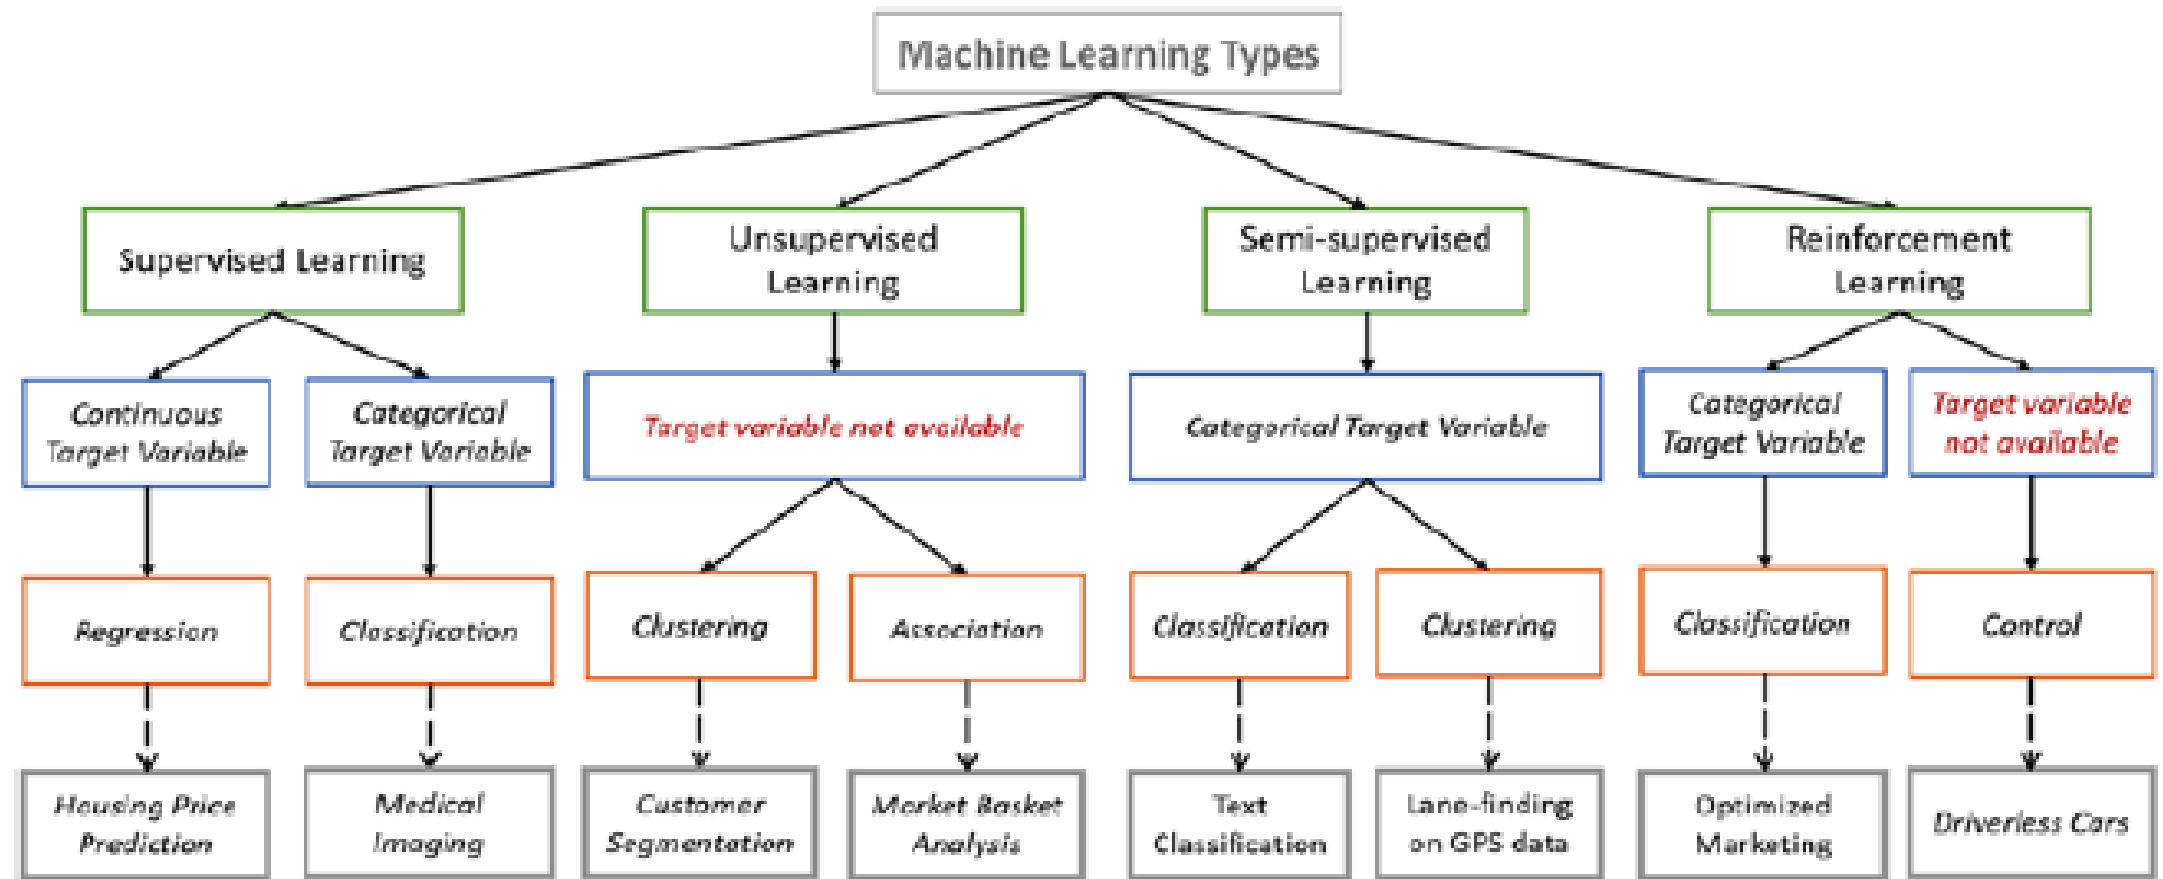 Machine Learning Types
Supervised Learning
Unsupervised
Learning
Semi-supervised
Learning
Reinforcement
Learning
Continuous
Target Variable
Categorical
Target Variable
Target variable not available
Categorical Target Variable
Categorical
Target Variable
Target variable
not available
Regression
Classification
Clustering
Association
Classification
Clustering
Classification
Control
Housing Price
Prediction
Medical
Imaging
Customer
Segmentation
Market Basket
Analysis
Text
Classification
Lane-finding
on GPS data
Optimized
Marketing
Driverless Cars